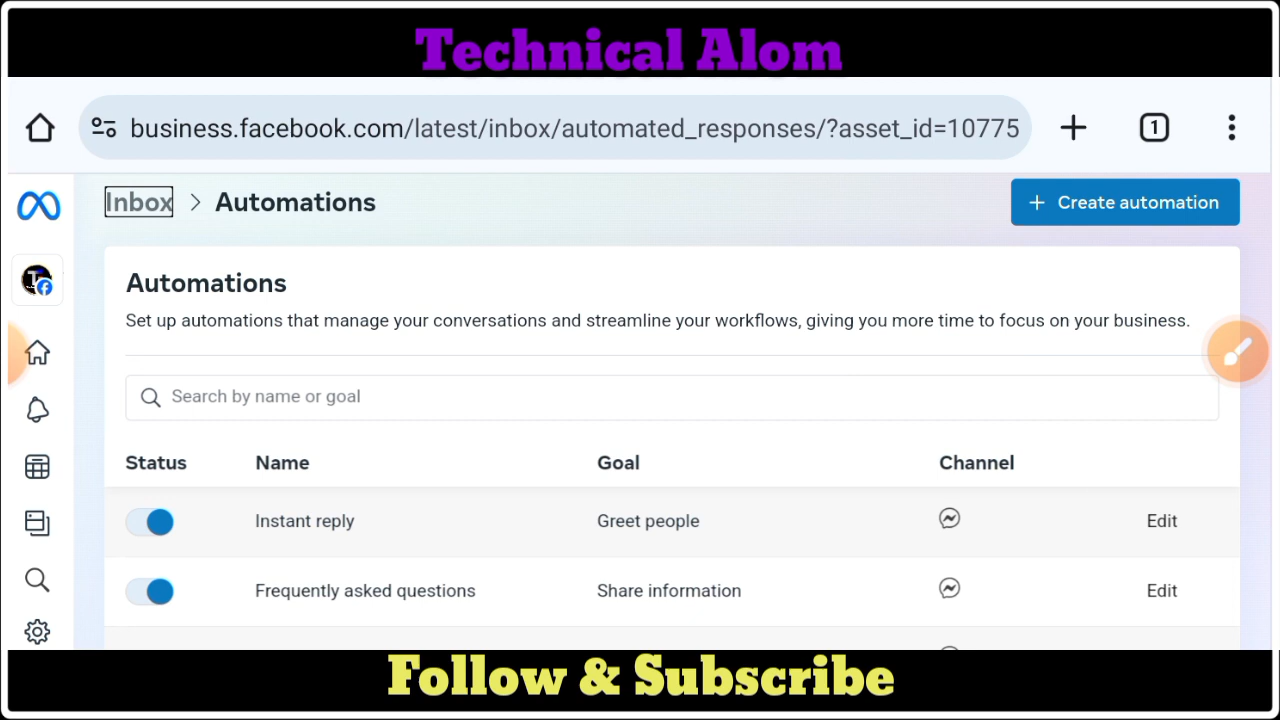 Technical Alom
business.facebook.com/latest/inbox/automated_responses/?asset_id=10775
1
Inbox > Automations
+ Create automation
Automations
Set up automations that manage your conversations and streamline your workflows, giving you more time to focus on your business.
Search by name or goal
Status Name Goal Channel
Instant reply Greet people Edit
Frequently asked questions Share information Edit
Follow & Subscribe